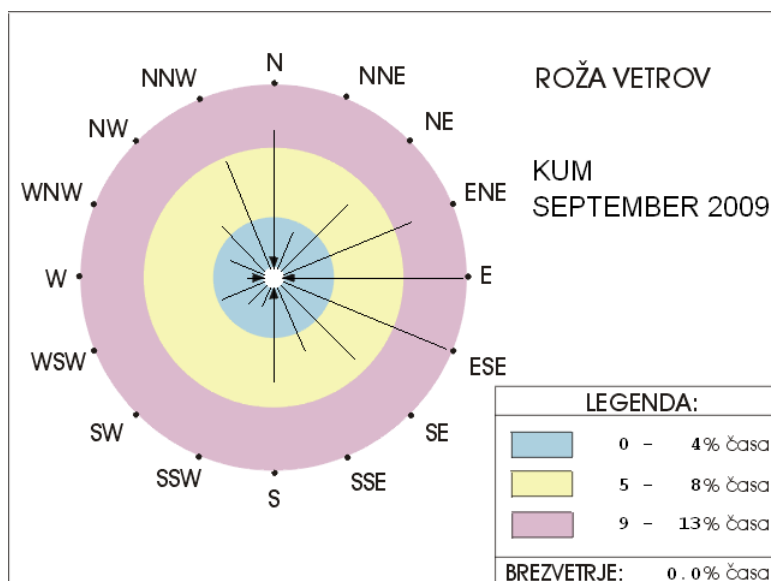 ROŽA VETROV
KUM
SEPTEMBER 2009
N
NNE
NE
ENE
E
ESE
SE
SSE
S
SSW
SW
WSW
W
WNW
NW
NNW
LEGENDA:
0 - 4% časa
5 - 8% časa
9 - 13% časa
BREZVETRJE: 0.0% časa